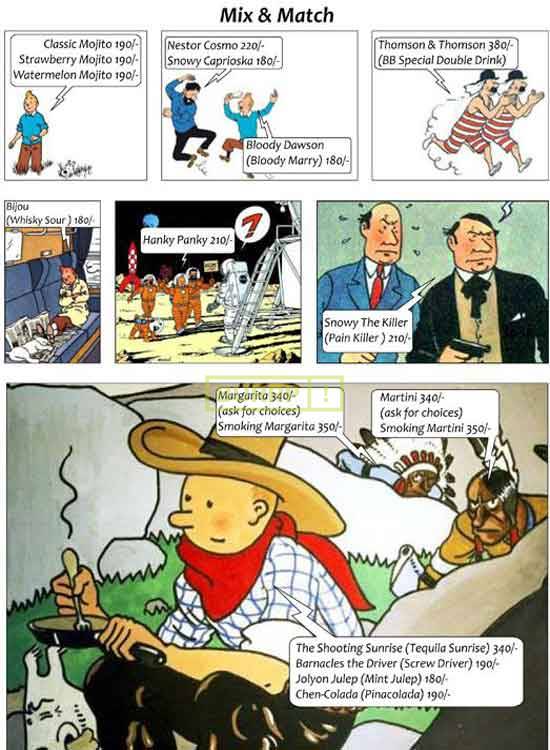 Mix & Match
Classic Mojito 190/-
Strawberry Mojito 190/-
Watermelon Mojito 190/-
Nestor Cosmo 220/-
Snowy Caprioska 180/-
Bloody Dawson
(Bloody Marry) 180/-
Thomson & Thomson 380/-
(BB Special Double Drink)
Bijou
(Whisky Sour ) 180/-
Hanky Panky 210/-
?
Snowy The Killer
(Pain Killer ) 210/-
Margarita 340/-
(ask for choices)
Smoking Margarita 350/-
Martini 340/-
(ask for choices)
Smoking Martini 350/-
The Shooting Sunrise (Tequila Sunrise) 340/-
Barnacles the Driver (Screw Driver) 190/-
Jolyon Julep (Mint Julep) 180/-
Chen-Colada (Pinacolada) 190/-